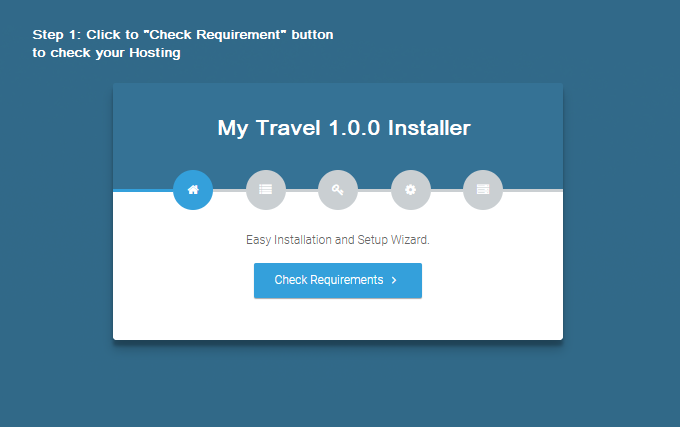 Step 1: Click to "Check Requirement" button
to check your Hosting
My Travel 1.0.0 Installer
Easy Installation and Setup Wizard.
Check Requirements